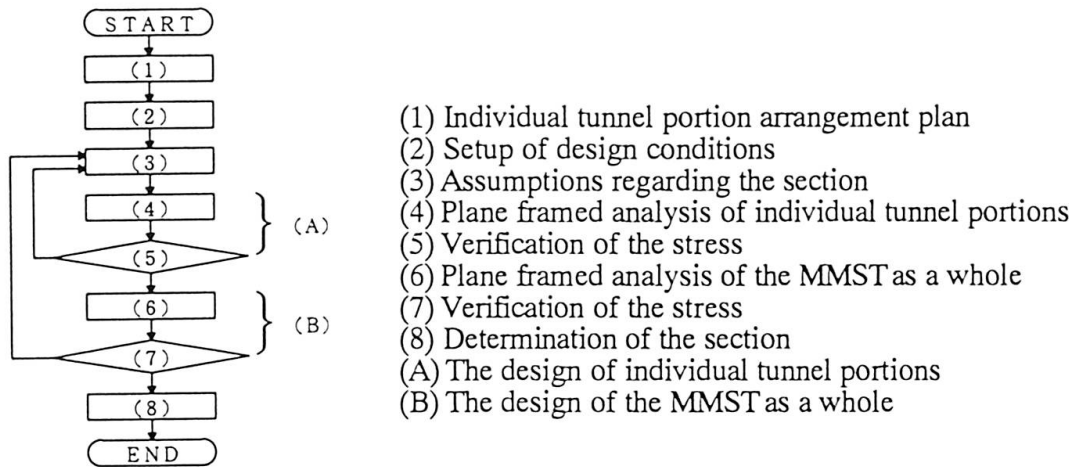 START
(1)
(2)
(3)
(4)
(A)
(5)
(6)
(B)
(7)
(8)
END
(1) Individual tunnel portion arrangement plan
(2) Setup of design conditions
(3) Assumptions regarding the section
(4) Plane framed analysis of individual tunnel portions
(5) Verification of the stress
(6) Plane framed analysis of the MMST as a whole
(7) Verification of the stress
(8) Determination of the section
(A) The design of individual tunnel portions
(B) The design of the MMST as a whole